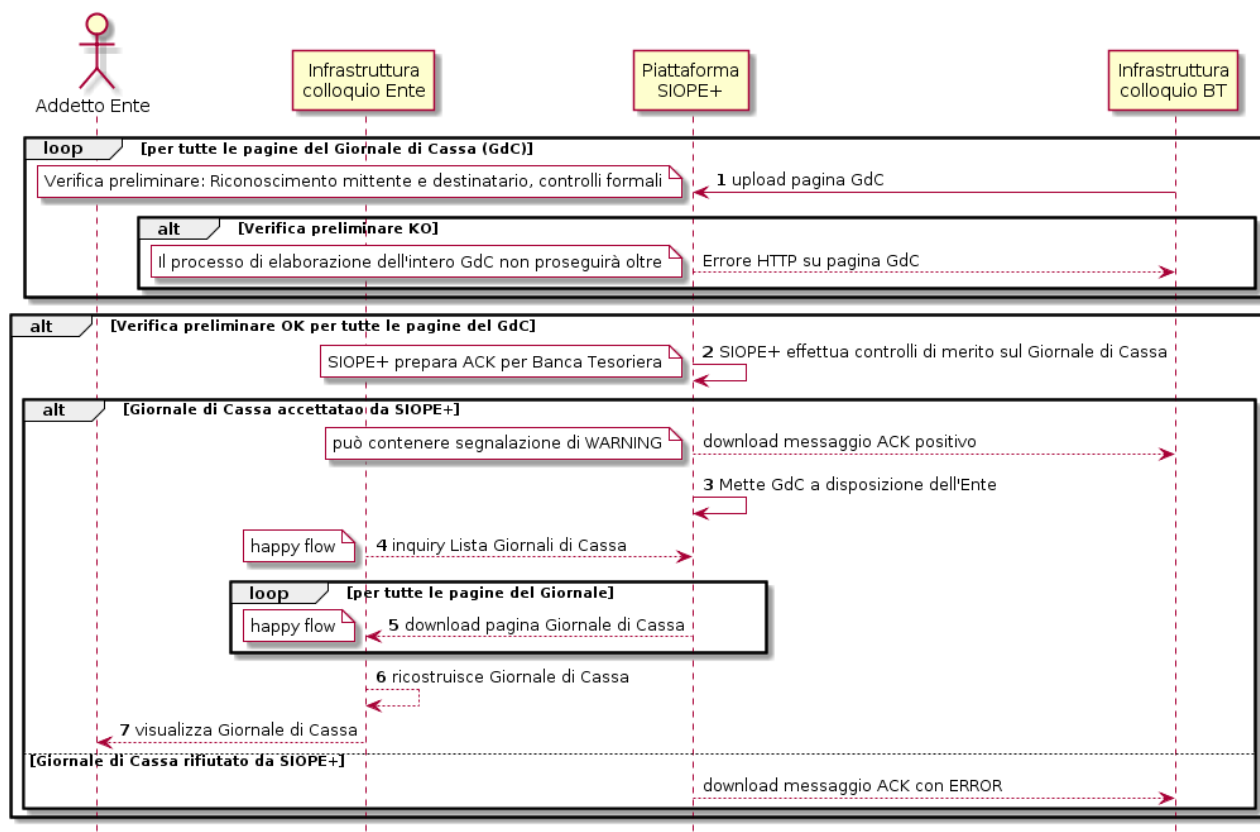 Addetto Ente
Infrastruttura
colloquio Ente
Piattaforma
SIOPE+
Infrastruttura
colloquio BT
loop [per tutte le pagine del Giornale di Cassa (GdC)]
Verifica preliminare: Riconoscimento mittente e destinatario, controlli formali
1 upload pagina GdC
alt [Verifica preliminare KO]
Il processo di elaborazione dell'intero GdC non proseguirà oltre
Errore HTTP su pagina GdC
alt [Verifica preliminare OK per tutte le pagine del GdC]
SIOPE+ prepara ACK per Banca Tesoriera
2 SIOPE+ effettua controlli di merito sul Giornale di Cassa
alt [Giornale di Cassa accettatao da SIOPE+]
può contenere segnalazione di WARNING
download messaggio ACK positivo
3 Mette GdC a disposizione dell'Ente
happy flow
4 inquiry Lista Giornali di Cassa
loop [per tutte le pagine del Giornale]
happy flow
5 download pagina Giornale di Cassa
6 ricostruisce Giornale di Cassa
7 visualizza Giornale di Cassa
[Giornale di Cassa rifiutato da SIOPE+]
download messaggio ACK con ERROR